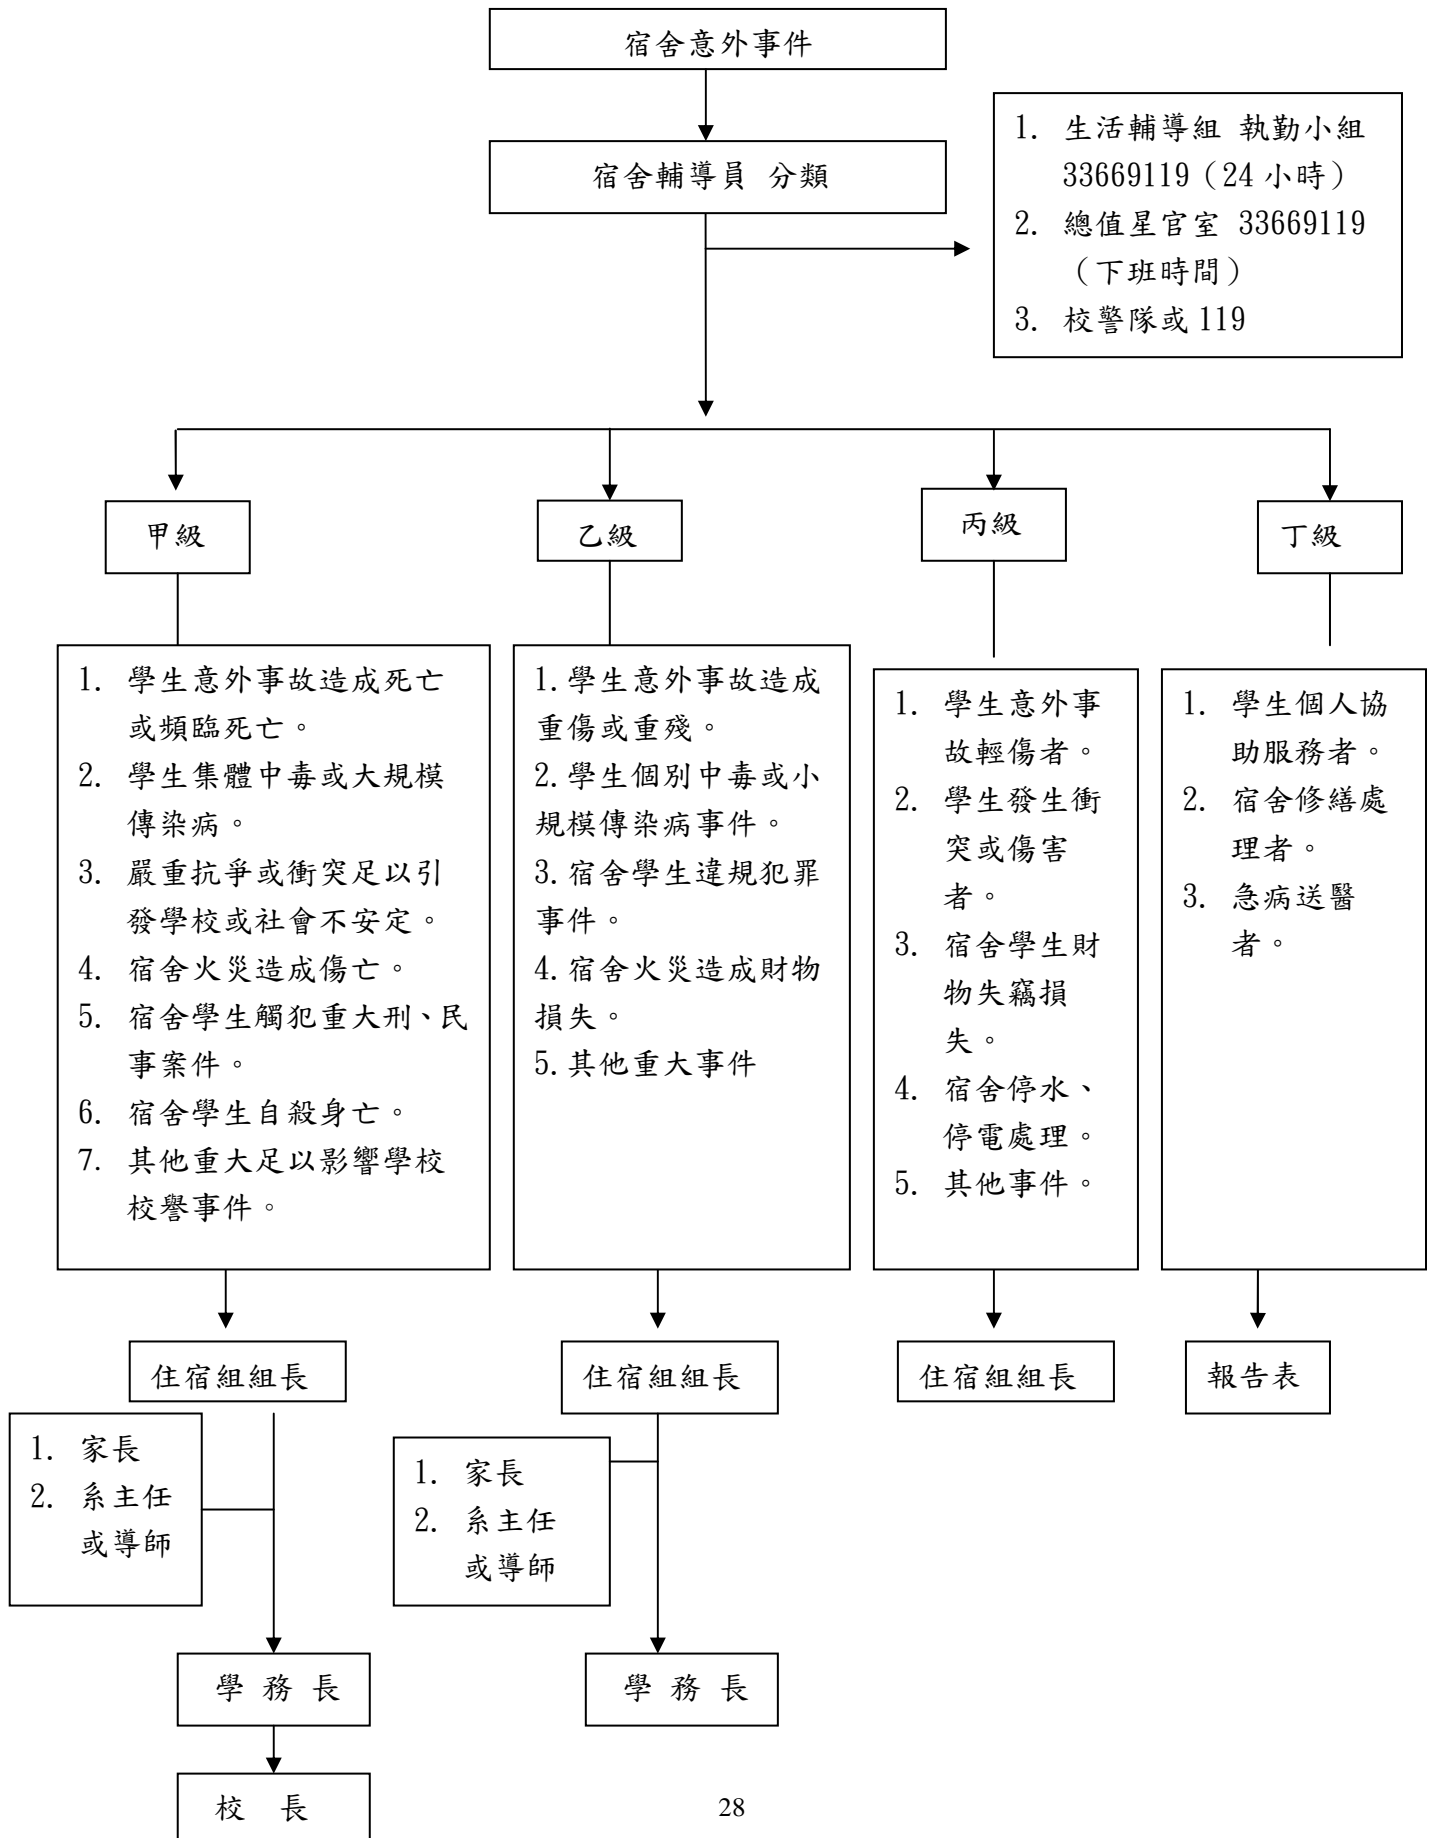 宿舍意外事件
宿舍輔導員 分類
1. 生活輔導組 執勤小組
33669119（24 小時）
2. 總值星官室 33669119
（下班時間）
3. 校警隊或 119
甲級
乙級
丙級
丁級
1. 學生意外事故造成死亡
或頻臨死亡。
2. 學生集體中毒或大規模
傳染病。
3. 嚴重抗爭或衝突足以引
發學校或社會不安定。
4. 宿舍火災造成傷亡。
5. 宿舍學生觸犯重大刑、民
事案件。
6. 宿舍學生自殺身亡。
7. 其他重大足以影響學校
校譽事件。
1.學生意外事故造成
重傷或重殘。
2.學生個別中毒或小
規模傳染病事件。
3.宿舍學生違規犯罪
事件。
4.宿舍火災造成財物
損失。
5.其他重大事件
1. 學生意外事
故輕傷者。
2. 學生發生衝
突或傷害
者。
3. 宿舍學生財
物失竊損
失。
4. 宿舍停水、
停電處理。
5. 其他事件。
1. 學生個人協
助服務者。
2. 宿舍修繕處
理者。
3. 急病送醫
者。
住宿組組長
住宿組組長
住宿組組長
報告表
1. 家長
2. 系主任
或導師
1. 家長
2. 系主任
或導師
學 務 長
學 務 長
校 長
28